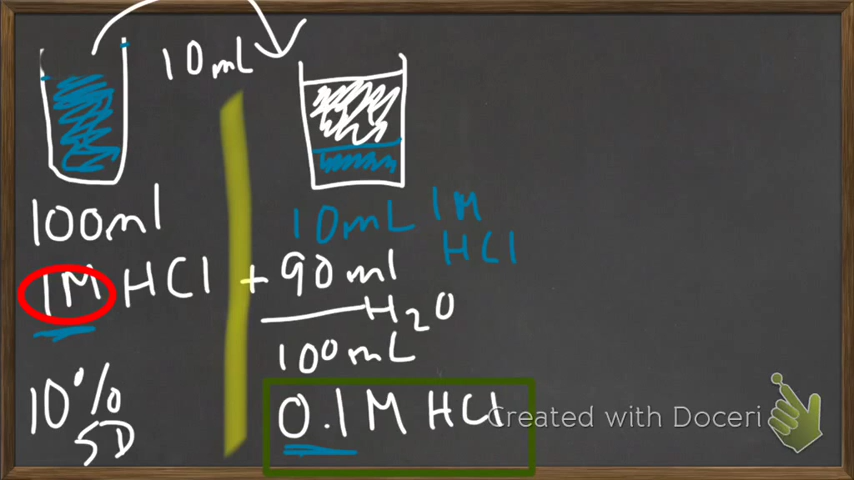 10mL
100ml
1M HCl
10% SD
10mL 1M
HCl
+ 90ml
H2O
100mL
0.1M HCl
Created with Doceri